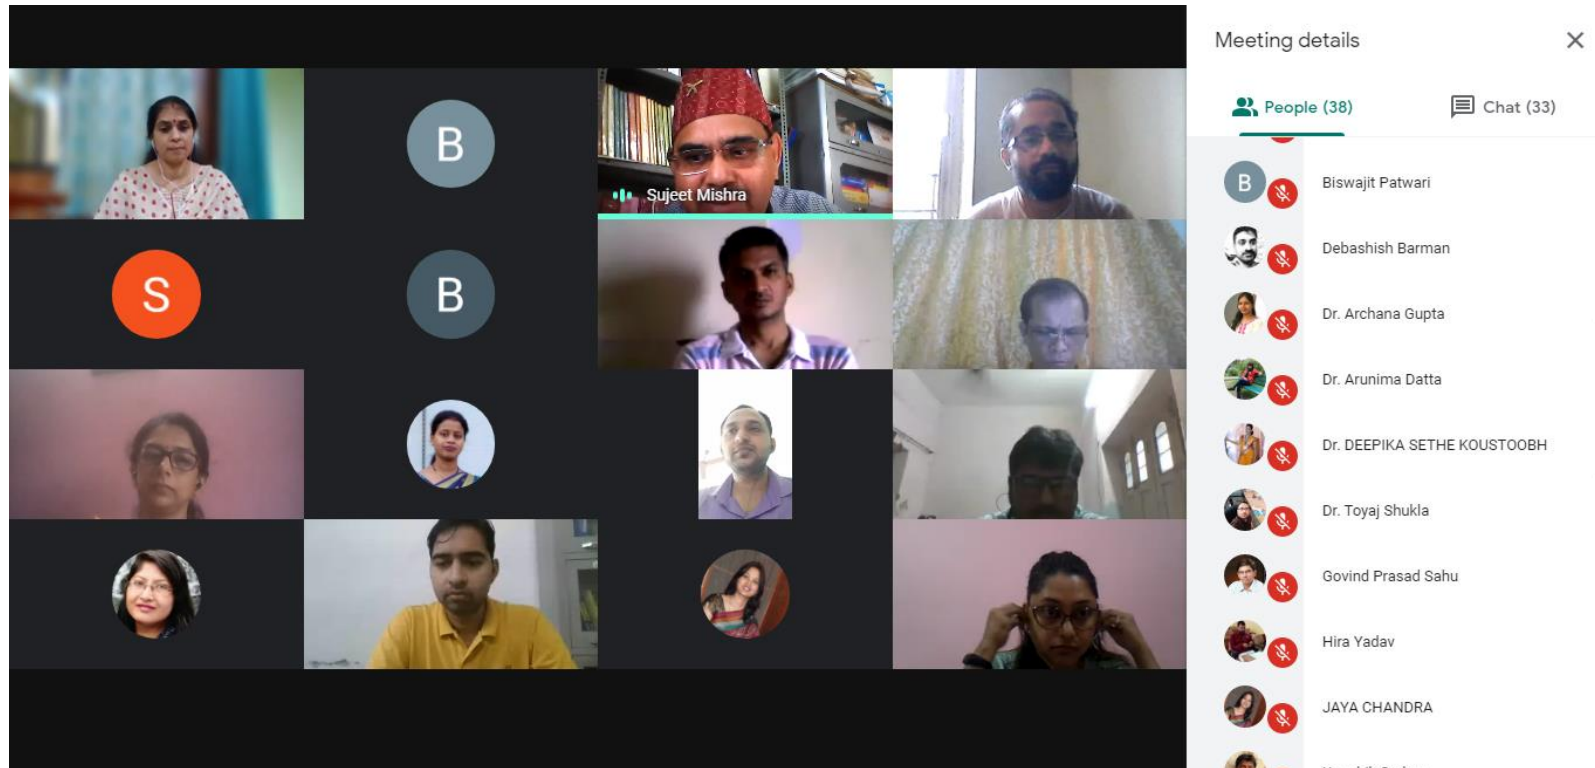 Meeting details
People (38)
Chat (33)
B
Sujeet Mishra
S
B
B
Biswajit Patwari
Debashish Barman
Dr. Archana Gupta
Dr. Arunima Datta
Dr. DEEPIKA SETHE KOUSTOOBH
Dr. Toyaj Shukla
Govind Prasad Sahu
Hira Yadav
JAYA CHANDRA